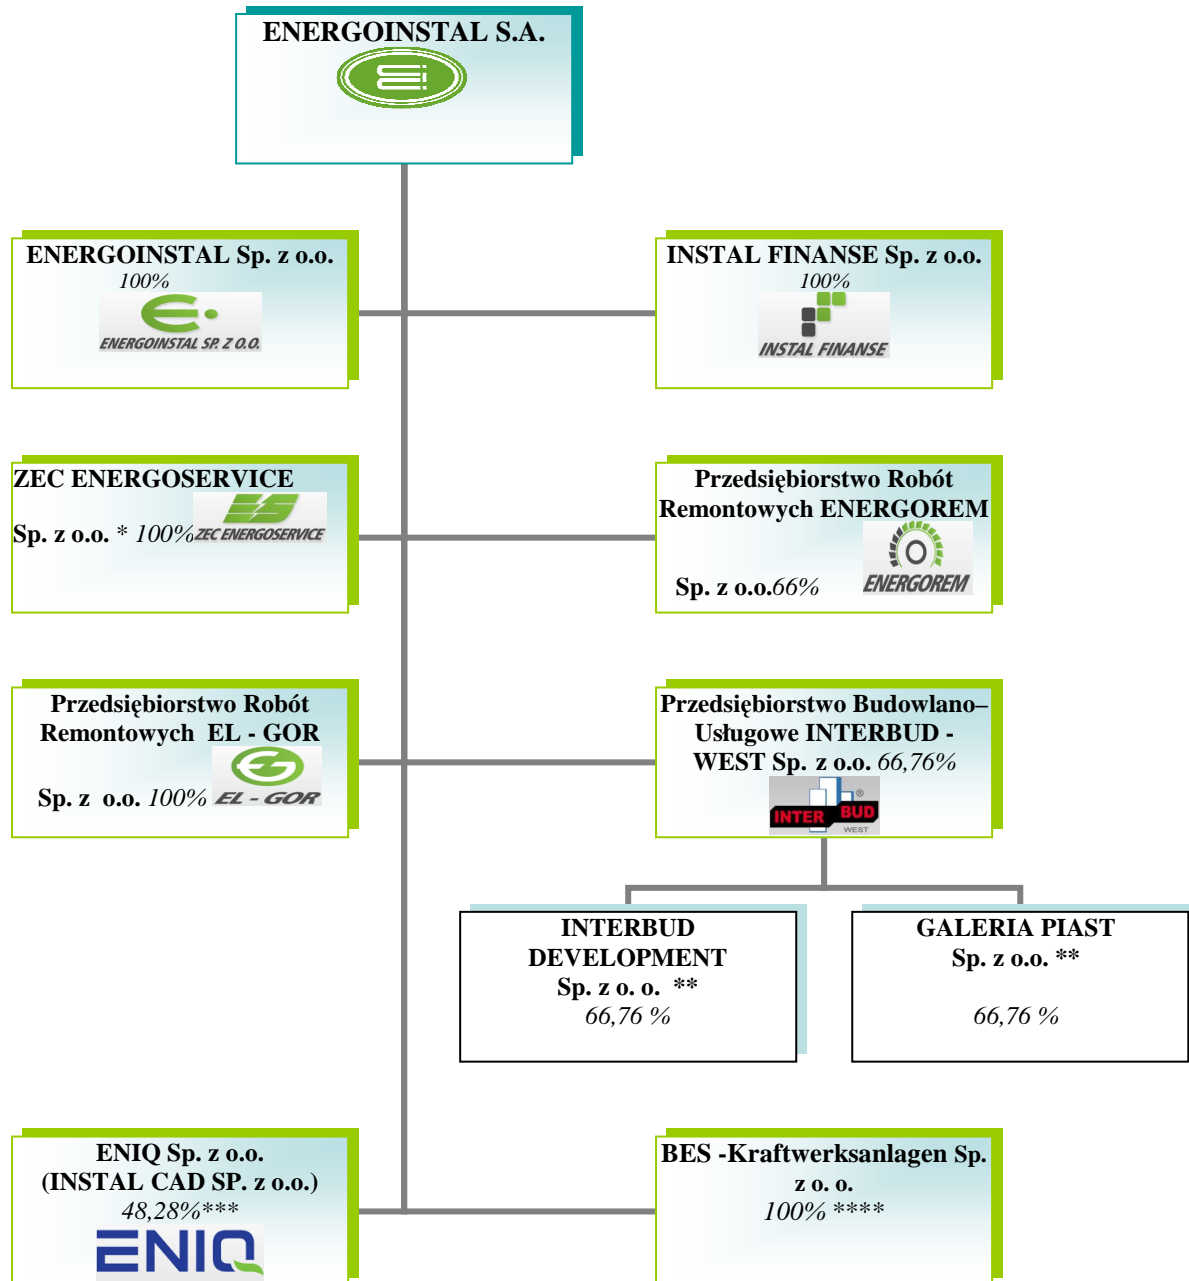 ENERGOINSTAL S.A.
ENERGOINSTAL Sp. z o.o.
100%
ENERGOINSTAL SP. Z O.O.
INSTAL FINANSE Sp. z o.o.
100%
INSTAL FINANSE
ZEC ENERGOSERVICE
Sp. z o.o. * 100%
ZEC ENERGOSERVICE
Przedsiębiorstwo Robót
Remontowych ENERGOREM
Sp. z o.o.66%
ENERGOREM
Przedsiębiorstwo Robót
Remontowych EL - GOR
Sp. z o.o. 100%
EL - GOR
Przedsiębiorstwo Budowlano–
Usługowe INTERBUD -
WEST Sp. z o.o. 66,76%
INTER BUD ®
WEST
INTERBUD
DEVELOPMENT
Sp. z o. o. **
66,76 %
GALERIA PIAST
Sp. z o.o. **
66,76 %
ENIQ Sp. z o.o.
(INSTAL CAD SP. z o.o.)
48,28%***
ENIQ
BES -Kraftwerksanlagen Sp.
z o. o.
100% ****